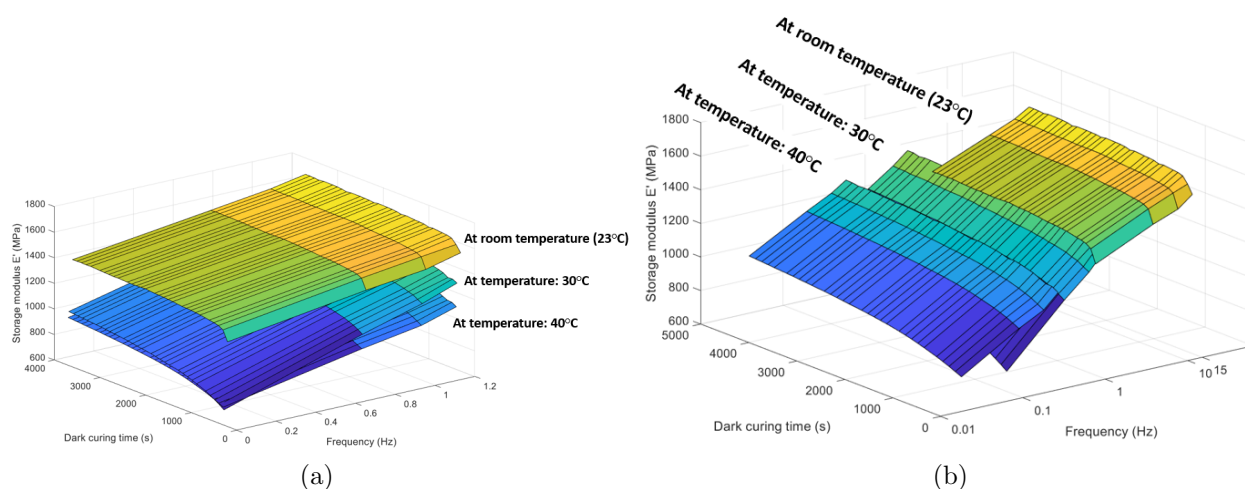 At room temperature (23°C)
At temperature: 30°C
At temperature: 40°C
Storage modulus E' (MPa)
1800
1600
1400
1200
1000
800
600
4000
3000
2000
1000
0
0
0.2
0.4
0.6
0.8
1
1.2
Dark curing time (s)
Frequency (Hz)
(a)
At room temperature (23°C)
At temperature: 30°C
At temperature: 40°C
Storage modulus E' (MPa)
1800
1600
1400
1200
1000
800
600
5000
4000
3000
2000
1000
0
0.01
0.1
1
10 15
Dark curing time (s)
Frequency (Hz)
(b)